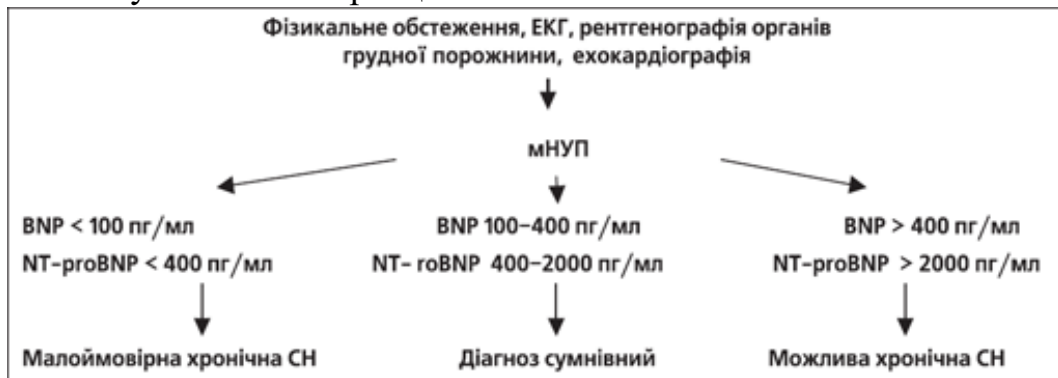 Фізикальне обстеження, ЕКГ, рентгенографія органів
грудної порожнини, ехокардіографія
мНУП
BNP < 100 пг/мл
NT-proBNP < 400 пг/мл
Малоймовірна хронічна СН
BNP 100–400 пг/мл
NT- roBNP 400–2000 пг/мл
Діагноз сумнівний
BNP > 400 пг/мл
NT-proBNP > 2000 пг/мл
Можлива хронічна СН